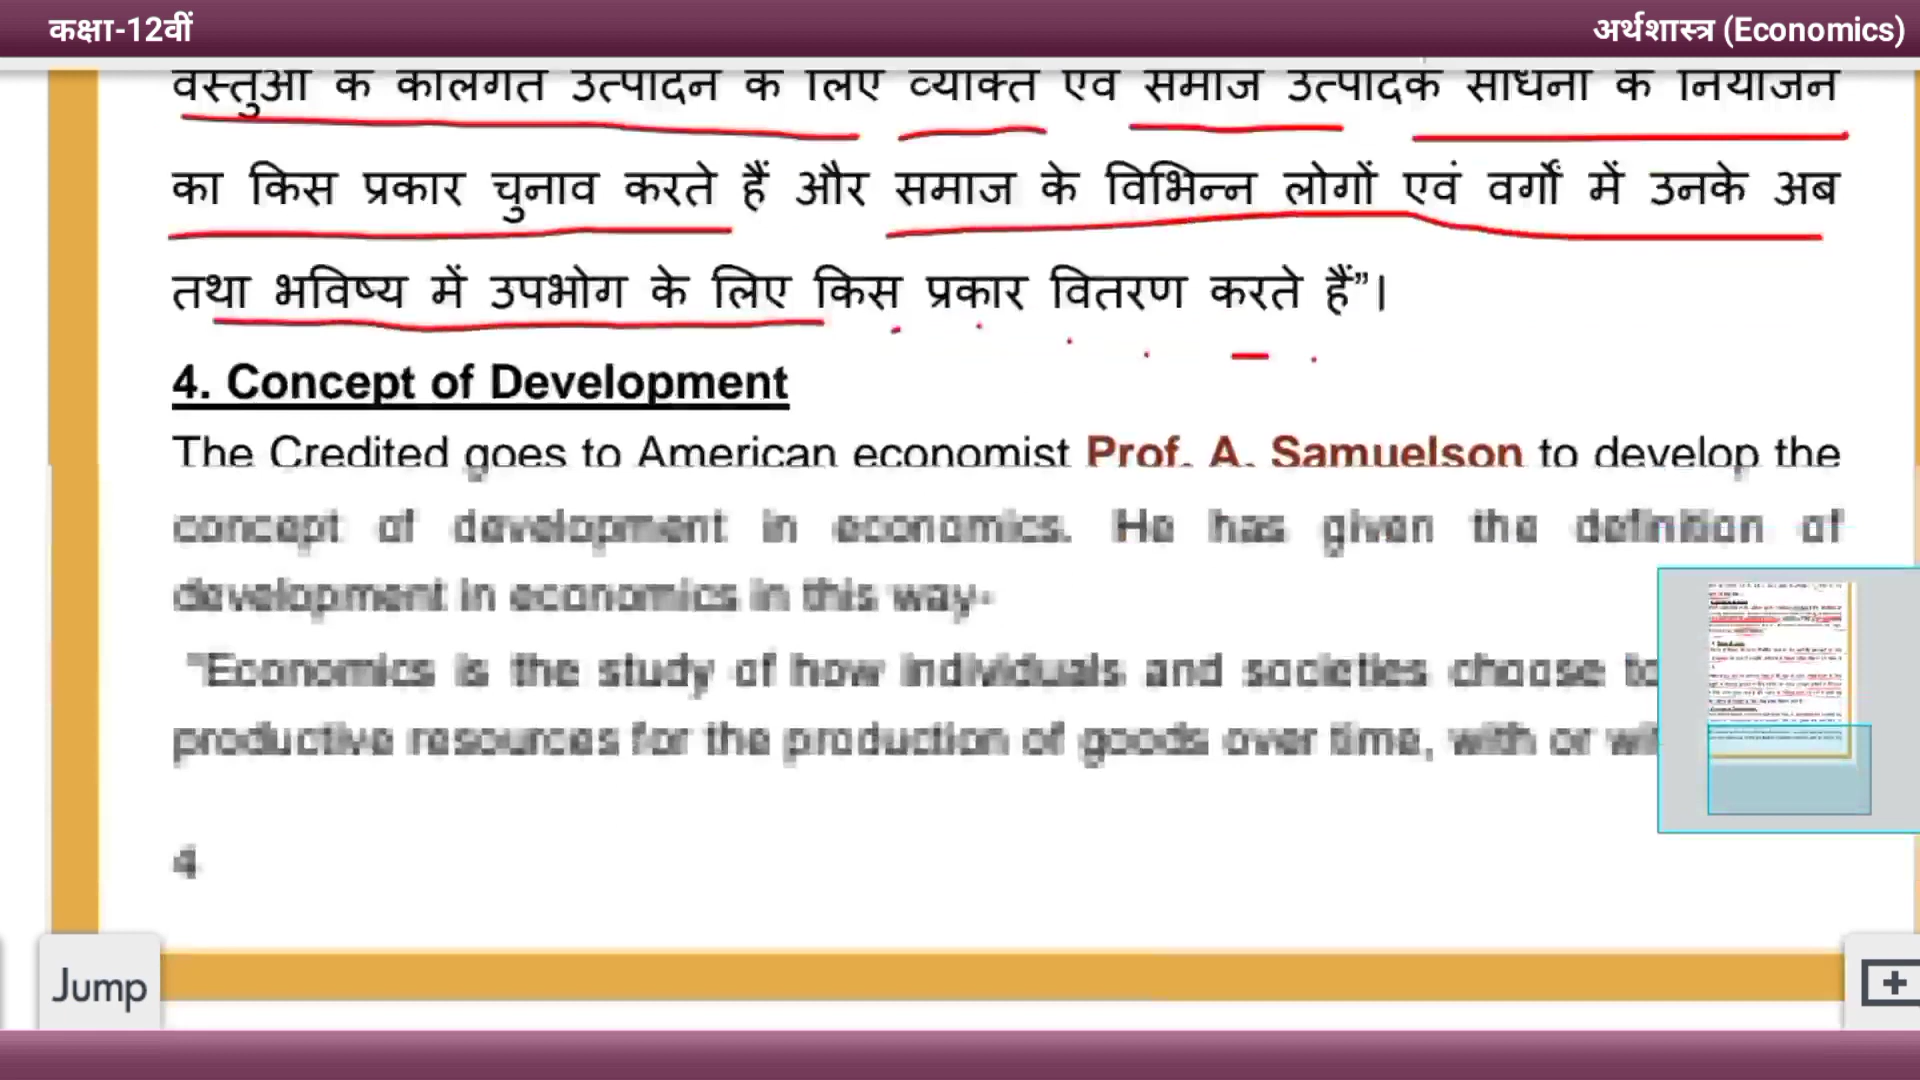 कक्षा-12वीं
अर्थशास्त्र (Economics)
वस्तुओं के कालगत उत्पादन के लिए व्यक्ति एवं समाज उत्पादक साधनों के नियोजन
का किस प्रकार चुनाव करते हैं और समाज के विभिन्न लोगों एवं वर्गों में उनके अब
तथा भविष्य में उपभोग के लिए किस प्रकार वितरण करते हैं”।
4. Concept of Development
The Credited goes to American economist Prof. A. Samuelson to develop the
concept of development in economics. He has given the definition of
development in economics in this way-
"Economics is the study of how individuals and societies choose to
productive resources for the production of goods over time, with or
4
Jump